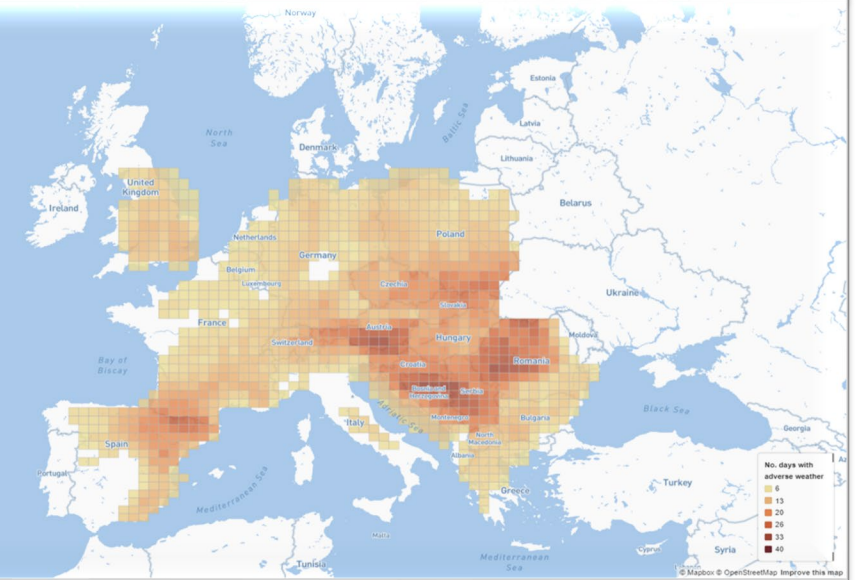 Norway
Estonia
Baltic Sea
Latvia
North
Sea
Denmark
Lithuania
United
Kingdom
Ireland
Belarus
Netherlands
Poland
Germany
Belgium
Czechia
Luxembourg
Ukraine
Slovakia
France
Austria
Moldova
Switzerland
Hungary
Romania
Bay of
Biscay
Croatia
Bosnia and
Herzegovina
Serbia
Adriatic Sea
Montenegro
Bulgaria
Black Sea
Italy
Georgia
Spain
North
Macedonia
Albania
Portugal
Greece
Turkey
Mediterranean Sea
No. days with
adverse weather
6
13
20
26
33
40
Malta
Cyprus
Syria
Mediterranean
Sea
Tunisia
© Mapbox © OpenStreetMap Improve this map